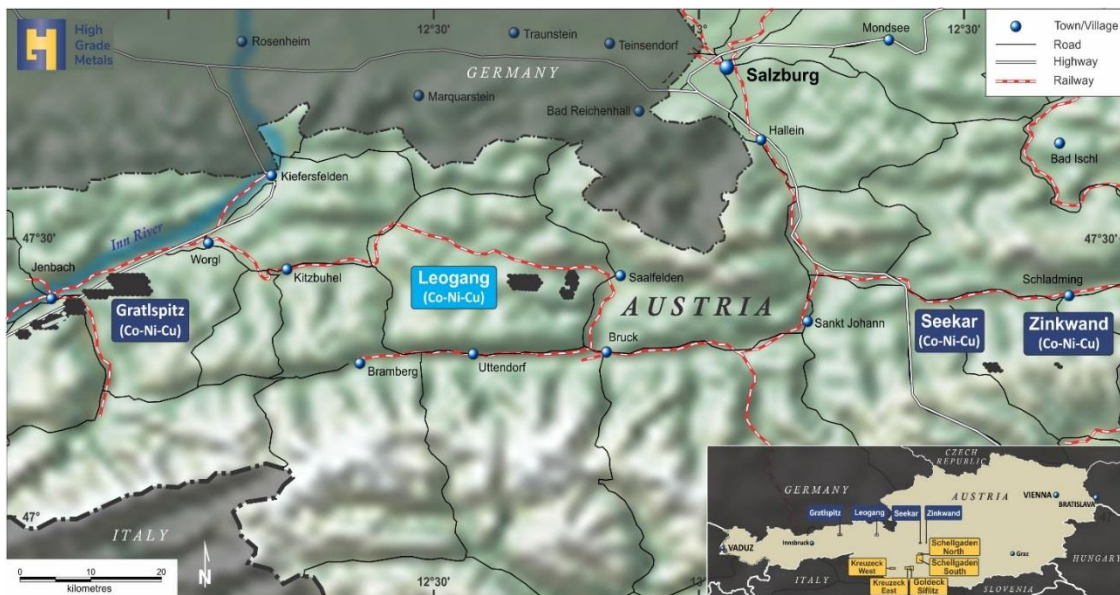 High
Grade
Metals
12°30'
13°
Mondsee
Town/Village
Road
Highway
Railway
Rosenheim
Traunstein
Teinsendorf
GERMANY
Salzburg
Marquarstein
Bad Reichenhall
Hallein
Bad Ischl
Kiefersfelden
Inn River
47°30'
47°30'
Jenbach
Worgl
Kitzbuhel
Leogang
(Co-Ni-Cu)
Saalfelden
Schladming
Gratlspitz
(Co-Ni-Cu)
AUSTRIA
Sankt Johann
Seekar
(Co-Ni-Cu)
Zinkwand
(Co-Ni-Cu)
Bramberg
Uttendorf
Bruck
47°
ITALY
0 10 20
kilometres
N
12°30'
13°
CZECH
REPUBLIC
GERMANY
AUSTRIA
VIENNA
BRATISLAVA
Gratlspitz
Leogang
Seekar
Zinkwand
VADUZ
Innsbruck
Schellgaden
North
Graz
HUNGARY
Kreuzeck
West
Schellgaden
South
ITALY
Kreuzeck
East
Goldeck
Siflitz
SLOVENIA